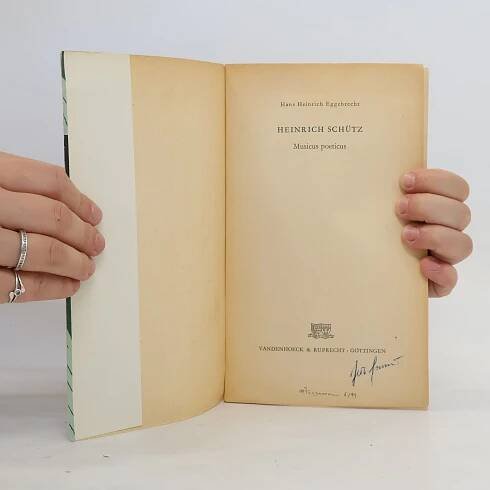 Hans Heinrich Eggebrecht
HEINRICH SCHÜTZ
Musicus poeticus
VANDENHOECK & RUPRECHT · GÖTTINGEN